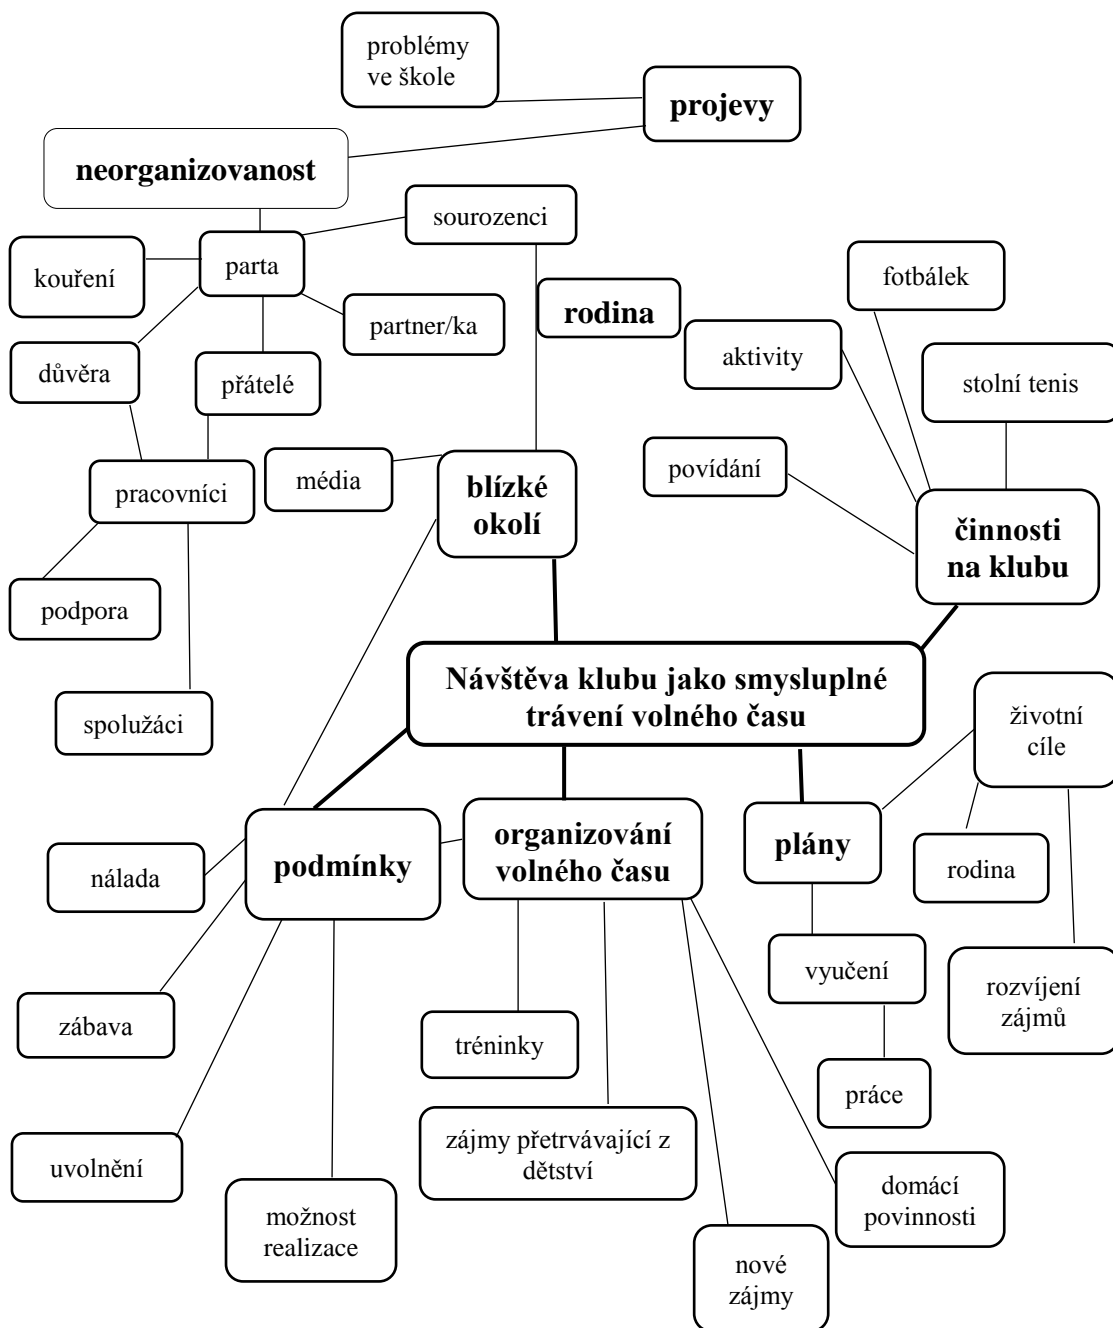 problémy
ve škole
projevy
neorganizovanost
sourozenci
kouření
parta
fotbálek
rodina
partner/ka
aktivity
důvěra
přátelé
stolní tenis
média
povídání
pracovníci
blízké
okolí
činnosti
na klubu
podpora
Návštěva klubu jako smysluplné
trávení volného času
spolužáci
životní
cíle
organizování
volného času
podmínky
plány
nálada
rodina
vyučení
rozvíjení
zájmů
zábava
tréninky
práce
zájmy přetrvávající z
dětství
uvolnění
domácí
povinnosti
možnost
realizace
nové
zájmy